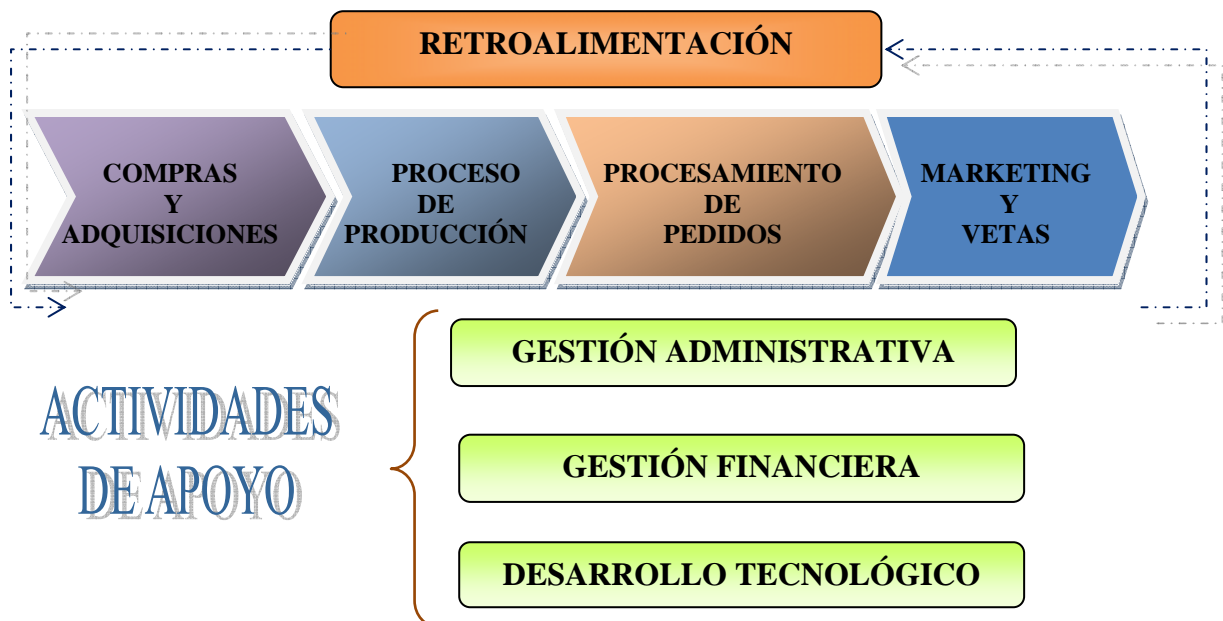 RETROALIMENTACIÓN
COMPRAS
Y
ADQUISICIONES
PROCESO
DE
PRODUCCIÓN
PROCESAMIENTO
DE
PEDIDOS
MARKETING
Y
VETAS
ACTIVIDADES
DE APOYO
GESTIÓN ADMINISTRATIVA
GESTIÓN FINANCIERA
DESARROLLO TECNOLÓGICO